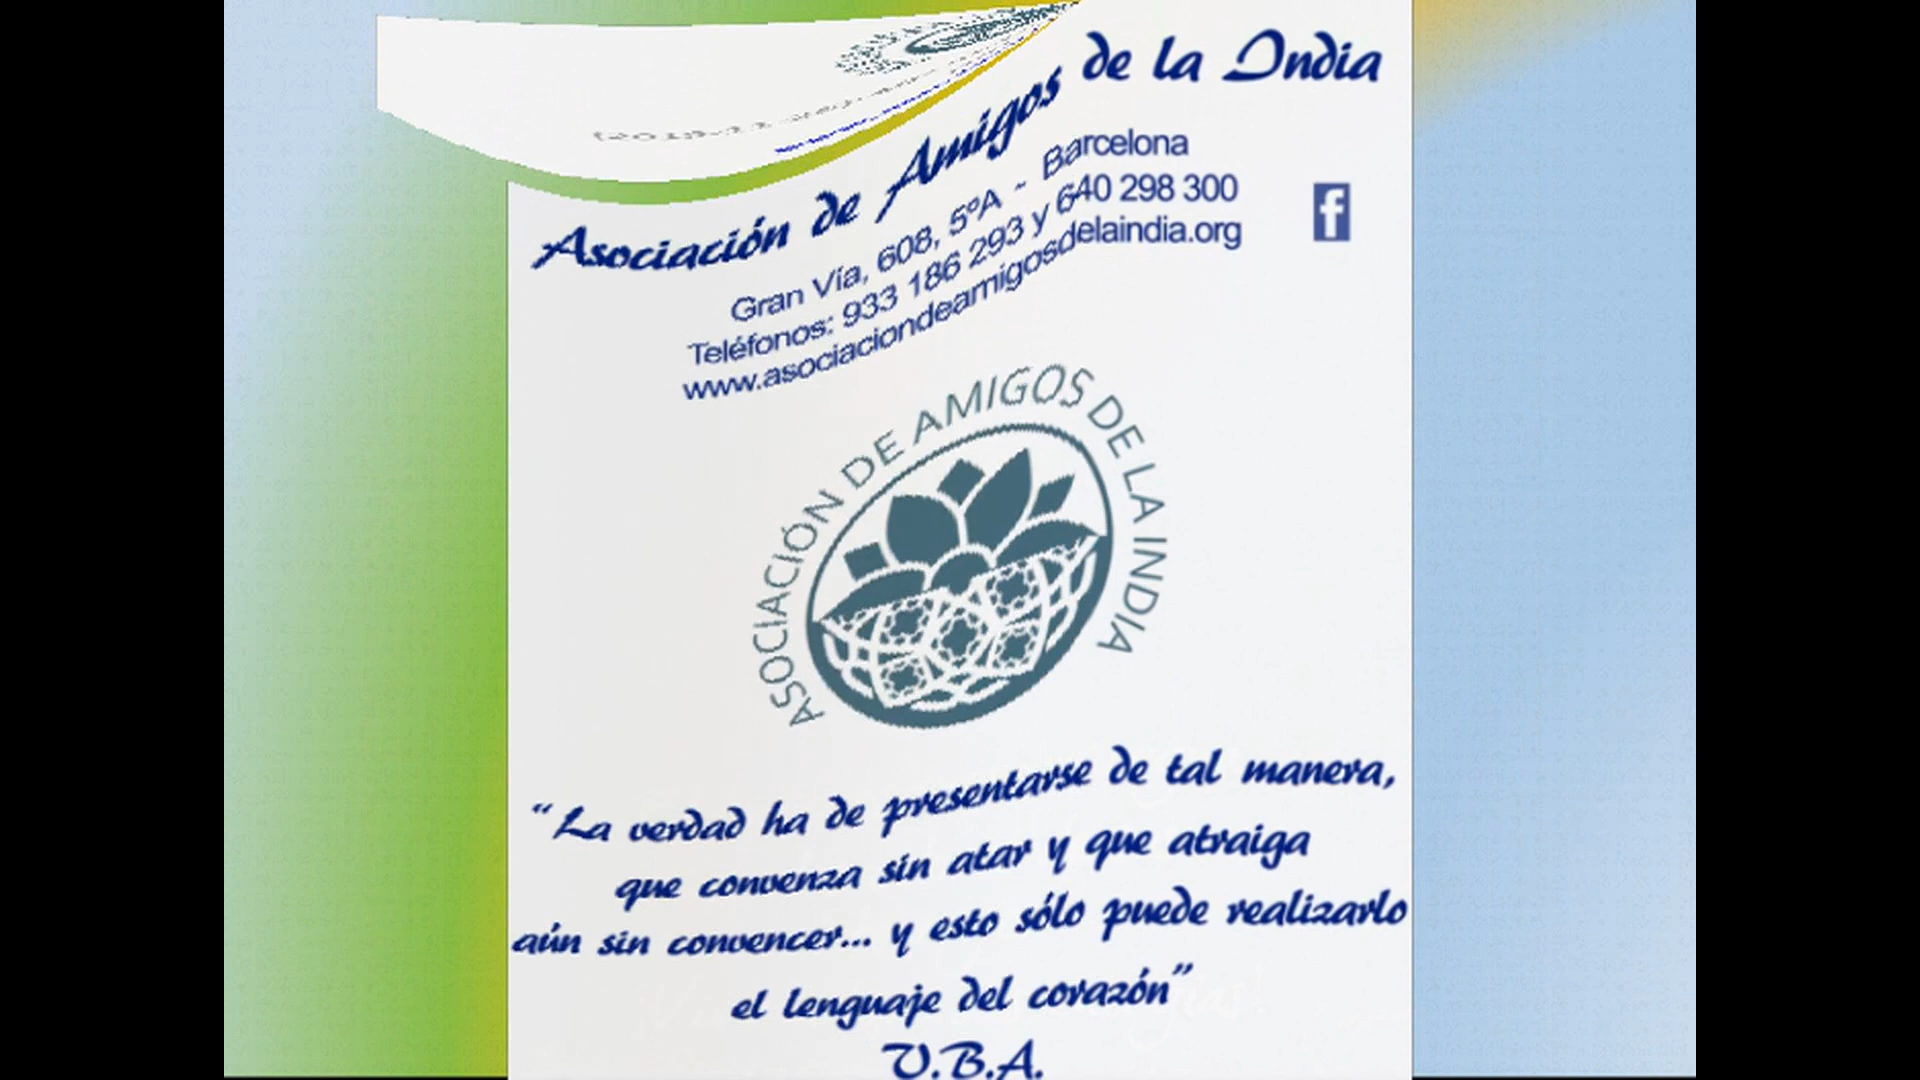 Asociación de Amigos de la India
Gran Vía, 608, 5ºA - Barcelona
Teléfonos: 933 186 293 y 640 298 300
www.asociaciondeamigosdelaindia.org
f
ASOCIACIÓN DE AMIGOS DE LA INDIA
“La verdad ha de presentarse de tal manera,
que convenza sin atar y que atraiga
aún sin convencer... y esto sólo puede realizarlo
el lenguaje del corazón”
V.B.A.